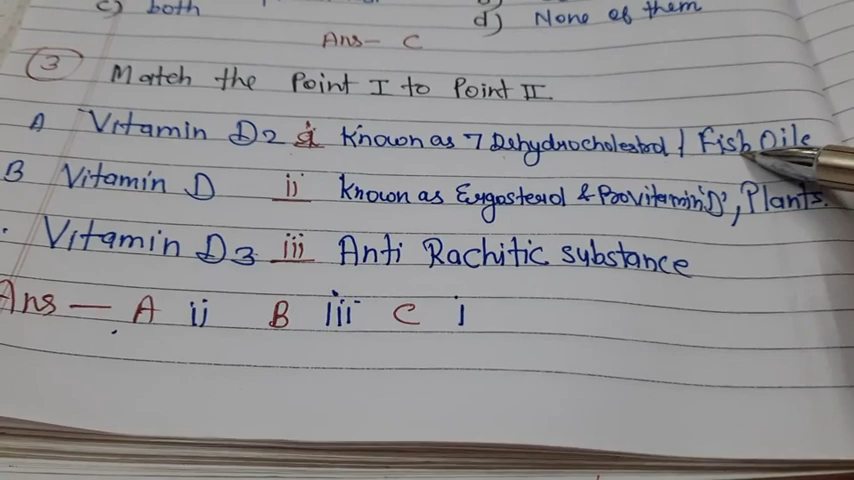 c) both
d) None of them
Ans- C
3 Match the Point I to Point II
A Vitamin D2 i Known as 7 Dehydrocholestrol / Fish Oils
B Vitamin D ii Known as Ergosterol & Provitamin 'D', Plants.
Vitamin D3 iii Anti Rachitic substance
Ans — A ii B iii C i